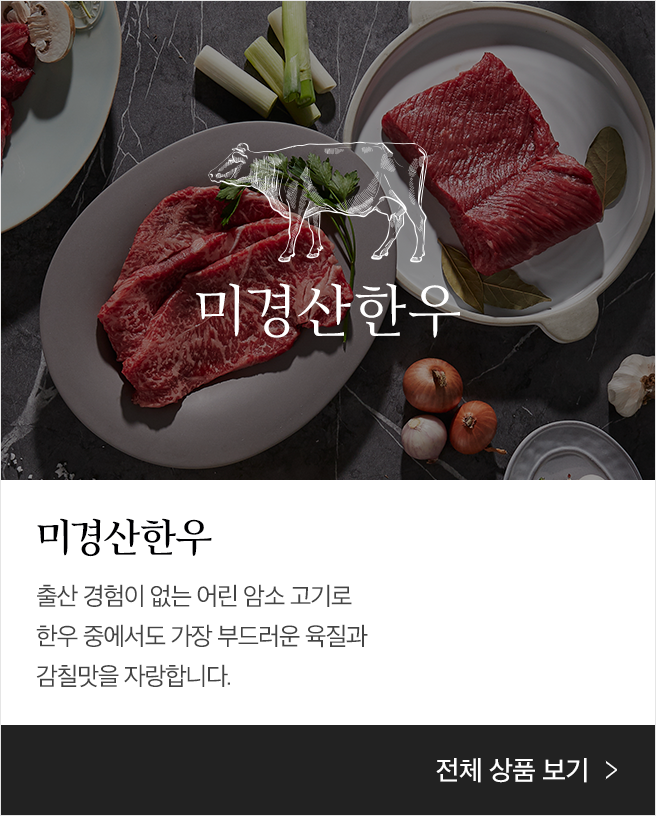 미경산한우
미경산한우
출산 경험이 없는 어린 암소 고기로
한우 중에서도 가장 부드러운 육질과
감칠맛을 자랑합니다.
전체 상품 보기 >